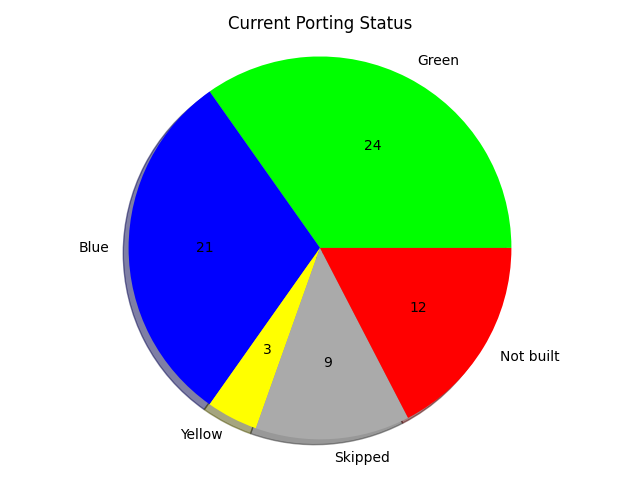 Current Porting Status
Green
24
Blue
21
3
Yellow
9
Skipped
12
Not built